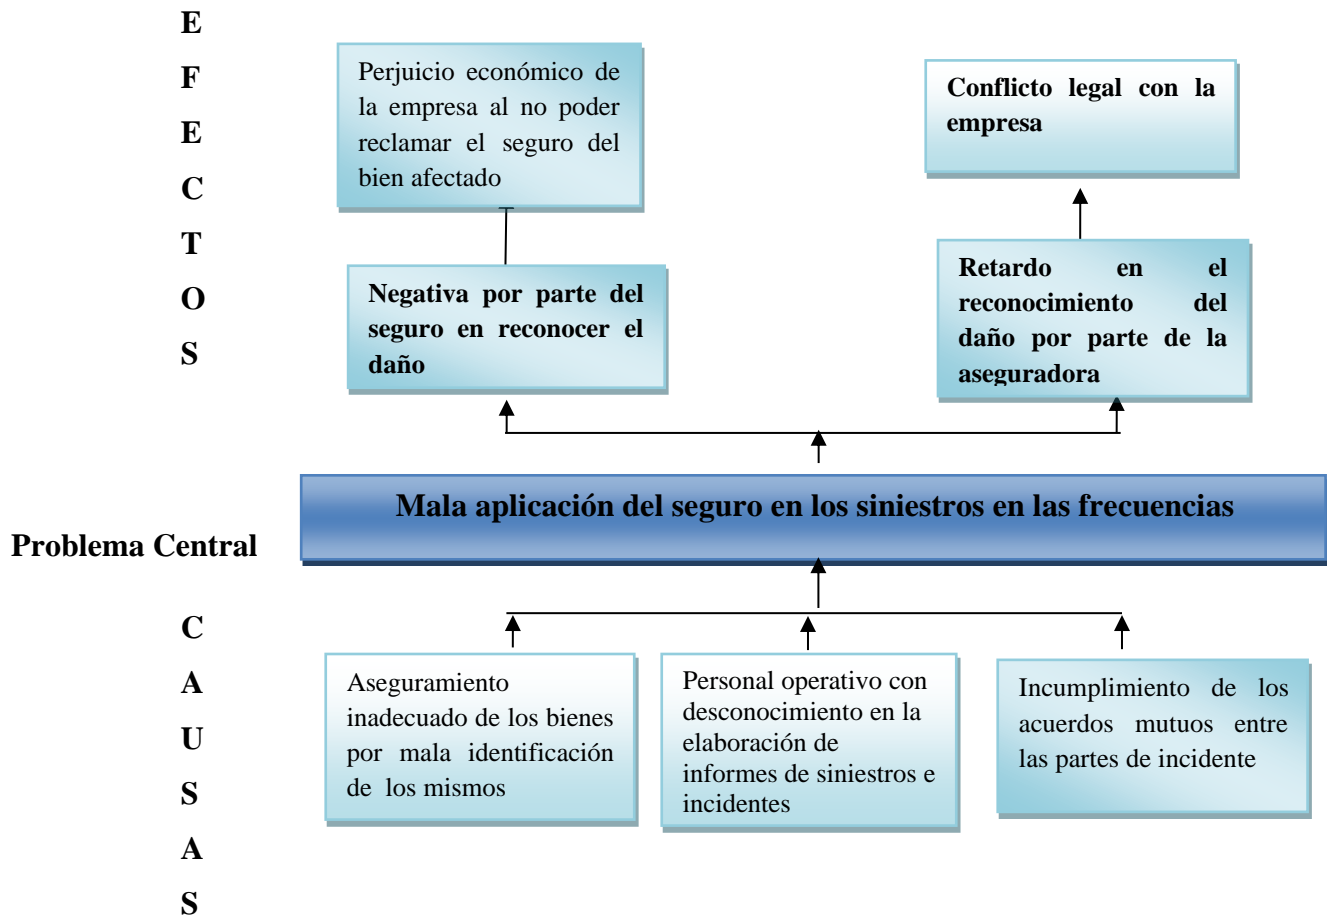 E
F
E
C
T
O
S
Perjuicio económico de
la empresa al no poder
reclamar el seguro del
bien afectado
Conflicto legal con la
empresa
Negativa por parte del
seguro en reconocer el
daño
Retardo en el
reconocimiento del
daño por parte de la
aseguradora
Mala aplicación del seguro en los siniestros en las frecuencias
Problema Central
C
A
U
S
A
S
Aseguramiento
inadecuado de los bienes
por mala identificación
de los mismos
Personal operativo con
desconocimiento en la
elaboración de
informes de siniestros e
incidentes
Incumplimiento de los
acuerdos mutuos entre
las partes de incidente